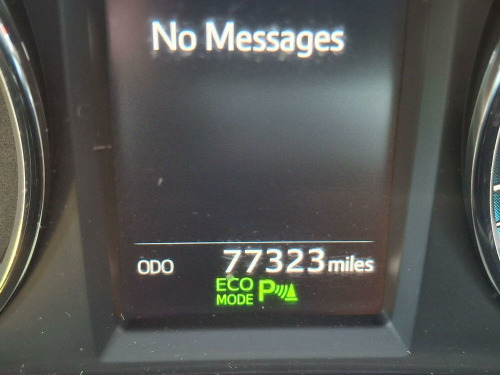 No Messages
ODO 77323 miles
ECO
MODE P